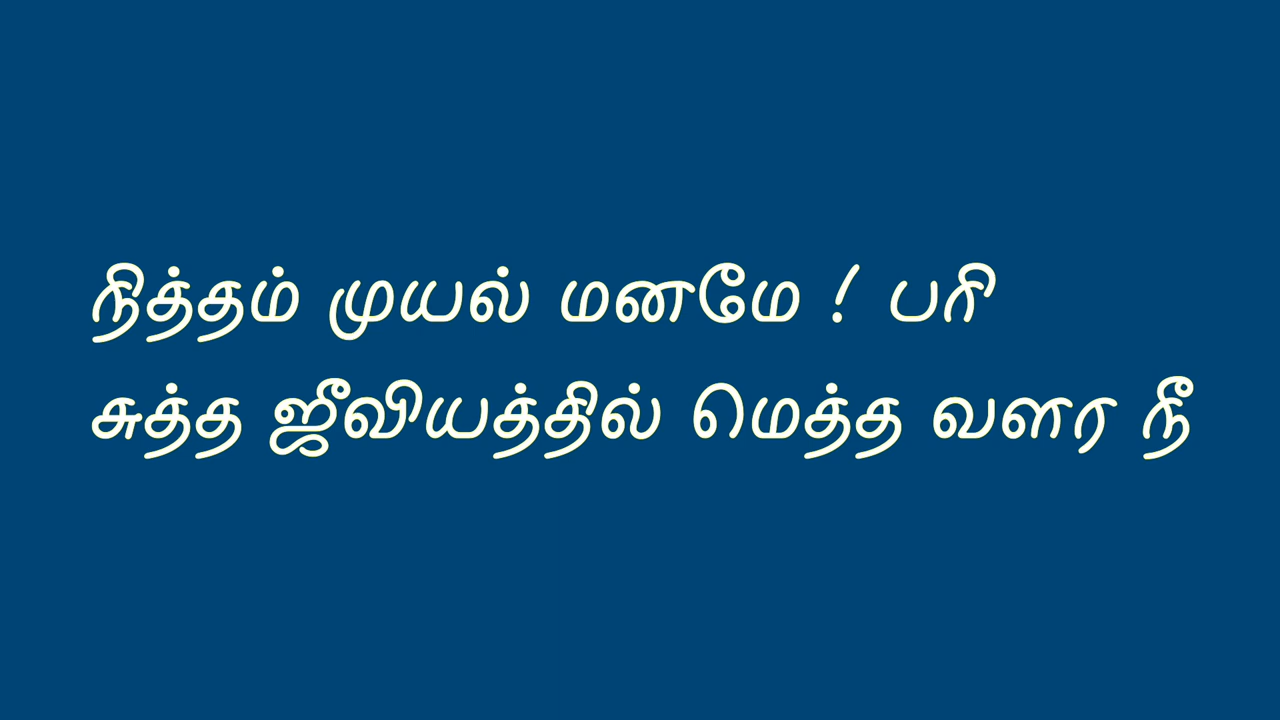 நித்தம் முயல் மனமே ! பரி
சுத்த ஜீவியத்தில் மெத்த வளர நீ